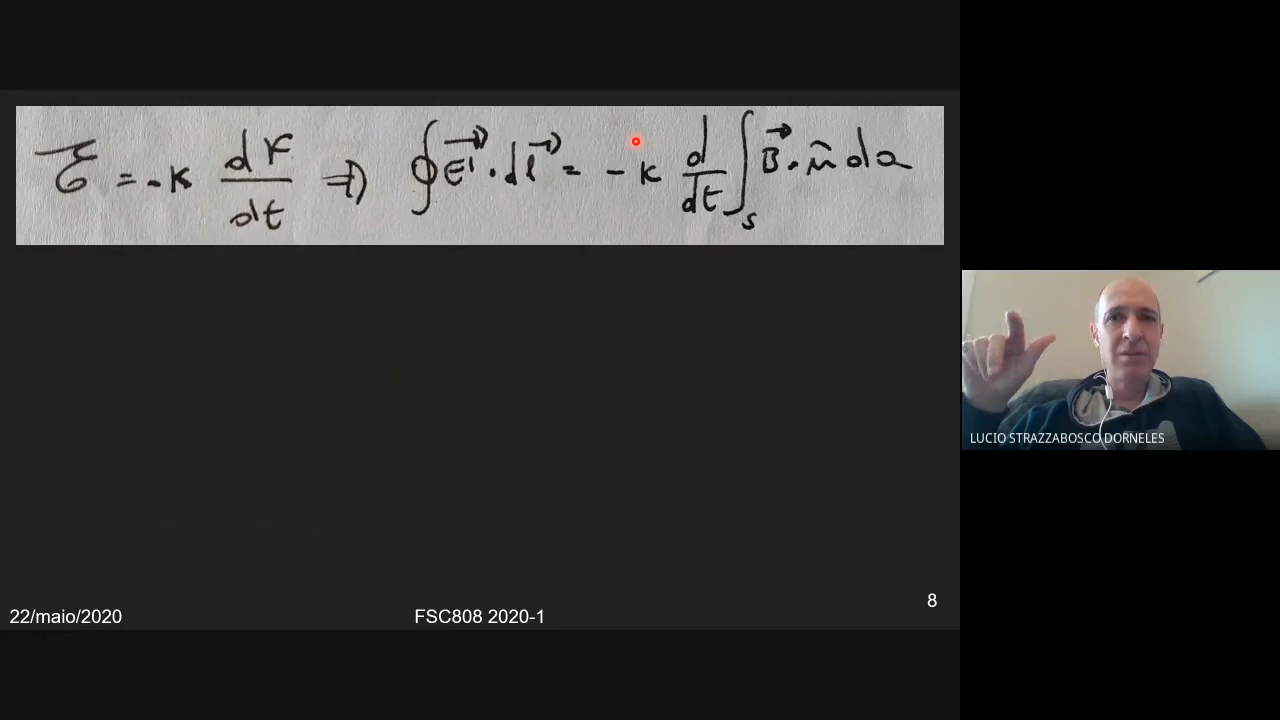 ℰ = -k dF/dt ⇒ ∮E⃗'·dl⃗ = -k d/dt ∫_S B⃗·n̂ da
LUCIO STRAZZABOSCO DORNELES
8
22/maio/2020 FSC808 2020-1